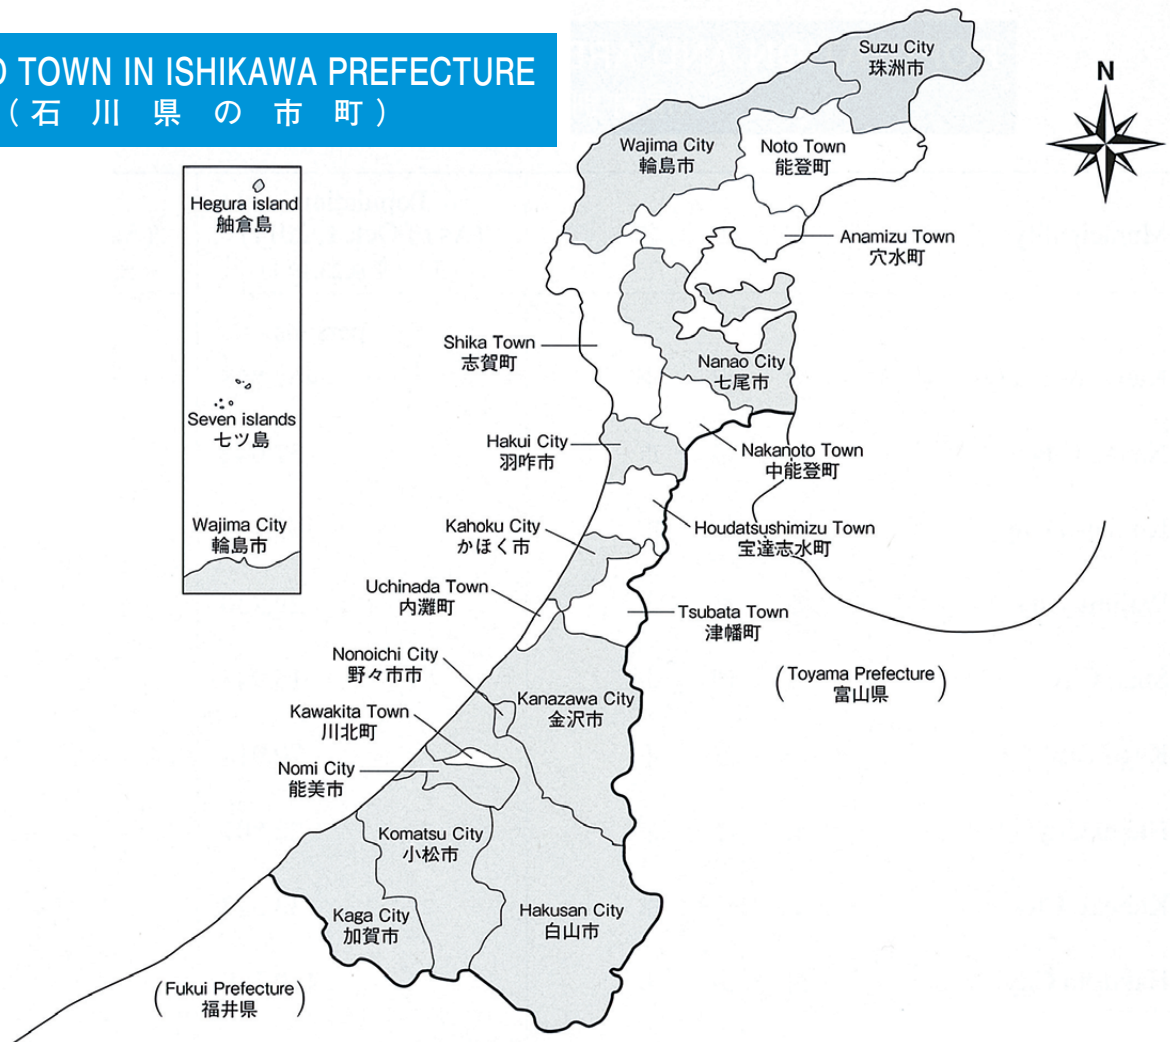 D TOWN IN ISHIKAWA PREFECTURE
(石川県の市町)
N
Suzu City
珠洲市
Wajima City
輪島市
Noto Town
能登町
Hegura island
舳倉島
Anamizu Town
穴水町
Shika Town
志賀町
Nanao City
七尾市
Seven islands
七ツ島
Hakui City
羽咋市
Nakanoto Town
中能登町
Wajima City
輪島市
Kahoku City
かほく市
Houdatsushimizu Town
宝達志水町
Uchinada Town
内灘町
Tsubata Town
津幡町
Nonoichi City
野々市市
(Toyama Prefecture)
富山県
Kanazawa City
金沢市
Kawakita Town
川北町
Nomi City
能美市
Komatsu City
小松市
Kaga City
加賀市
Hakusan City
白山市
(Fukui Prefecture)
福井県